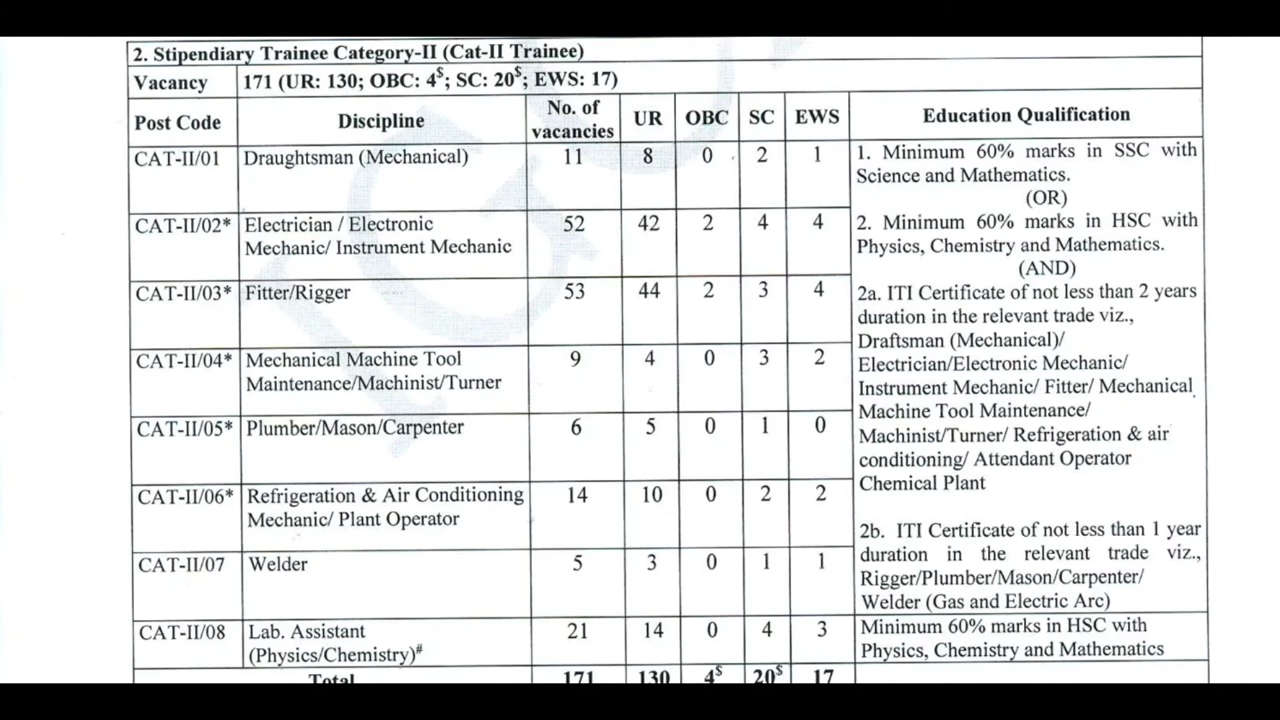 2. Stipendiary Trainee Category-II (Cat-II Trainee)
Vacancy 171 (UR: 130; OBC: 4$; SC: 20$; EWS: 17)
Post Code Discipline No. of vacancies UR OBC SC EWS Education Qualification
CAT-II/01 Draughtsman (Mechanical) 11 8 0 2 1
CAT-II/02* Electrician / Electronic
Mechanic/ Instrument Mechanic 52 42 2 4 4
CAT-II/03* Fitter/Rigger 53 44 2 3 4
CAT-II/04* Mechanical Machine Tool
Maintenance/Machinist/Turner 9 4 0 3 2
CAT-II/05* Plumber/Mason/Carpenter 6 5 0 1 0
CAT-II/06* Refrigeration & Air Conditioning
Mechanic/ Plant Operator 14 10 0 2 2
CAT-II/07 Welder 5 3 0 1 1
1. Minimum 60% marks in SSC with
Science and Mathematics.
(OR)
2. Minimum 60% marks in HSC with
Physics, Chemistry and Mathematics.
(AND)
2a. ITI Certificate of not less than 2 years
duration in the relevant trade viz.,
Draftsman (Mechanical)/
Electrician/Electronic Mechanic/
Instrument Mechanic/ Fitter/ Mechanical
Machine Tool Maintenance/
Machinist/Turner/ Refrigeration & air
conditioning/ Attendant Operator
Chemical Plant
2b. ITI Certificate of not less than 1 year
duration in the relevant trade viz.,
Rigger/Plumber/Mason/Carpenter/
Welder (Gas and Electric Arc)
CAT-II/08 Lab. Assistant
(Physics/Chemistry)# 21 14 0 4 3
Minimum 60% marks in HSC with
Physics, Chemistry and Mathematics
Total 171 130 4$ 20$ 17